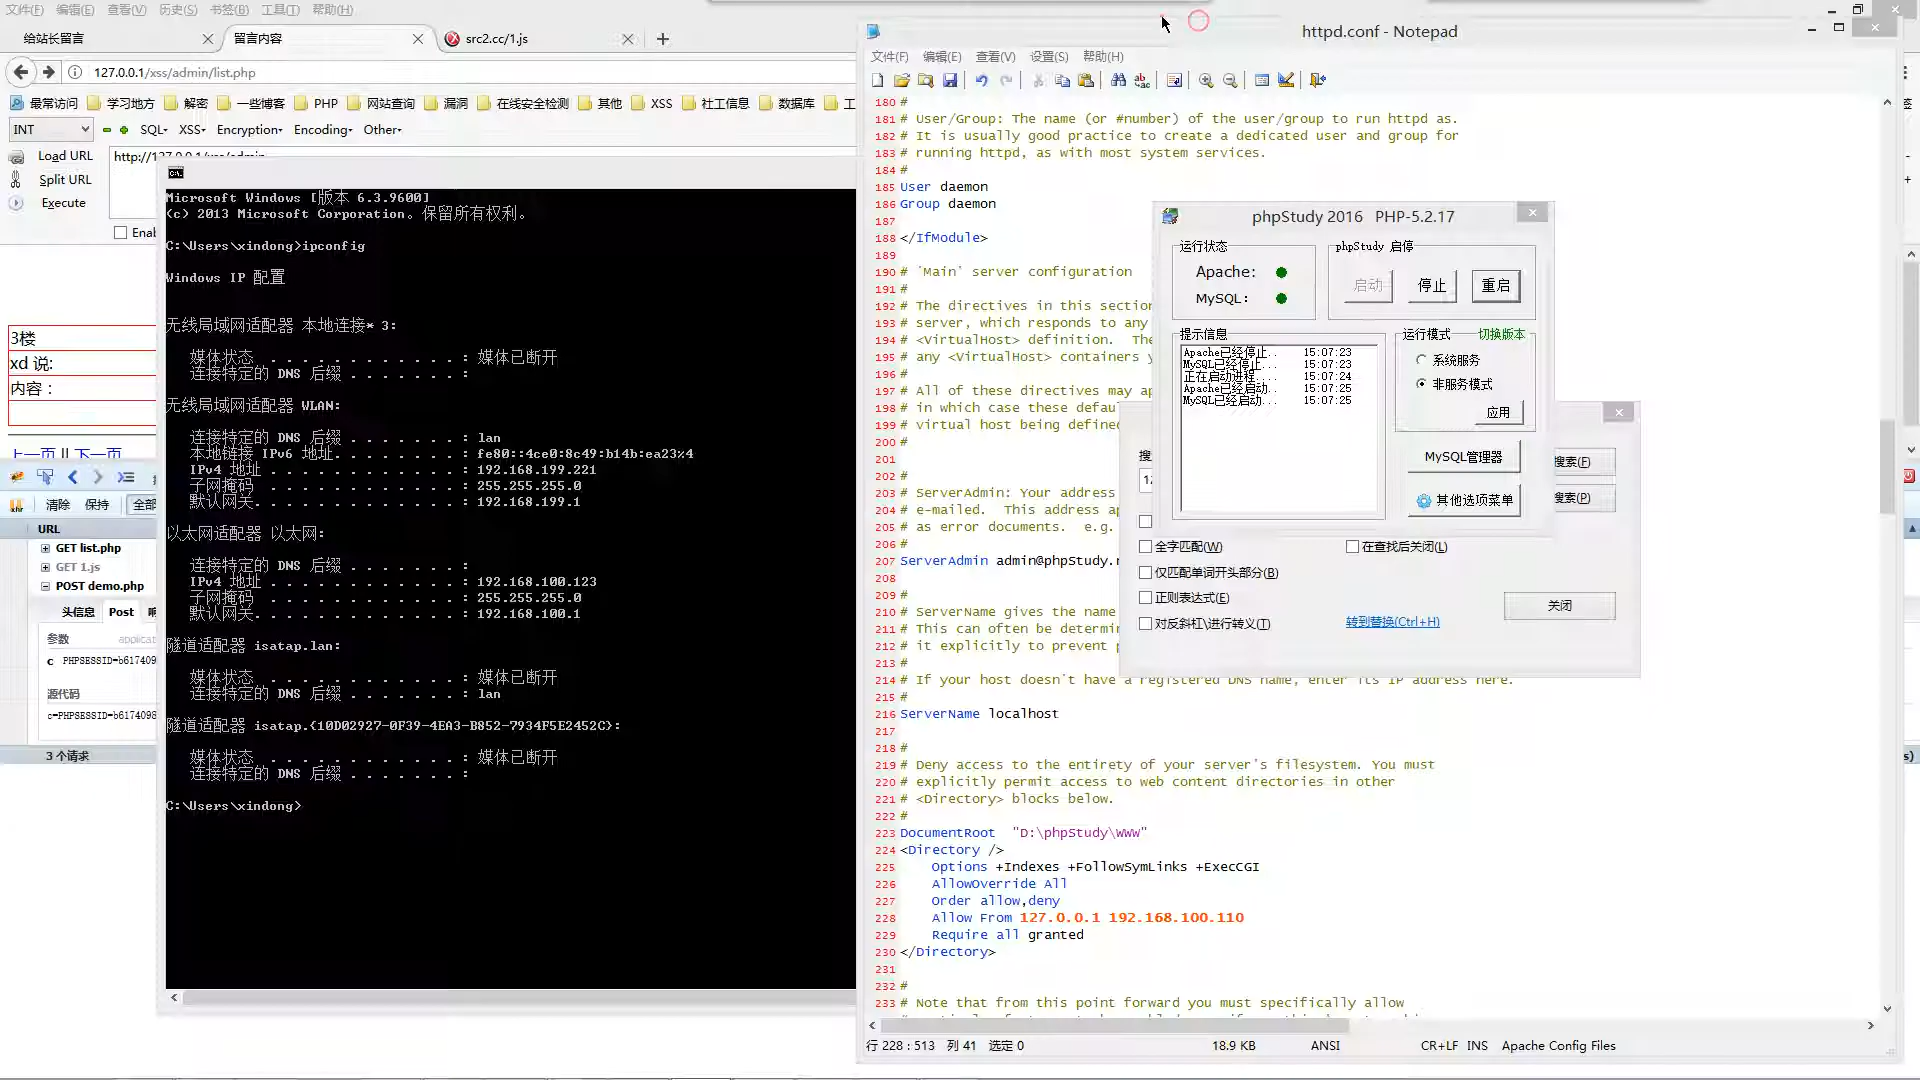 文件(F) 编辑(E) 查看(V) 历史(S) 书签(B) 工具(T) 帮助(H)
给站长留言
留言内容
src2.cc/1.js
127.0.0.1/xss/admin/list.php
最常访问 学习地方 解密 一些博客 PHP 网站查询 漏洞 在线安全检测 其他 XSS 社工信息 数据库 工
INT SQL- XSS- Encryption- Encoding- Other-
Load URL
http://127.0.0.1/xss/admin
Split URL
Execute
Enab
3楼
xd 说:
内容：
上一页 || 下一页
清除 保持 全部
URL
GET list.php
GET 1.js
POST demo.php
头信息 Post
参数 applicat
c PHPSESSID=b617409
源代码
c=PHPSESSID=b6174098
3 个请求
Microsoft Windows [版本 6.3.9600]
(c) 2013 Microsoft Corporation。保留所有权利。
C:\Users\xindong>ipconfig
Windows IP 配置
无线局域网适配器 本地连接* 3:
媒体状态 . . . . . . . . . . . . : 媒体已断开
连接特定的 DNS 后缀 . . . . . . . :
无线局域网适配器 WLAN:
连接特定的 DNS 后缀 . . . . . . . : lan
本地链接 IPv6 地址. . . . . . . . : fe80::4ce0:8c49:b14b:ea23%4
IPv4 地址 . . . . . . . . . . . . : 192.168.199.221
子网掩码 . . . . . . . . . . . . : 255.255.255.0
默认网关. . . . . . . . . . . . . : 192.168.199.1
以太网适配器 以太网:
连接特定的 DNS 后缀 . . . . . . . :
IPv4 地址 . . . . . . . . . . . . : 192.168.100.123
子网掩码 . . . . . . . . . . . . : 255.255.255.0
默认网关. . . . . . . . . . . . . : 192.168.100.1
隧道适配器 isatap.lan:
媒体状态 . . . . . . . . . . . . : 媒体已断开
连接特定的 DNS 后缀 . . . . . . . : lan
隧道适配器 isatap.{10D02927-0F39-4EA3-B852-7934F5E2452C}:
媒体状态 . . . . . . . . . . . . : 媒体已断开
连接特定的 DNS 后缀 . . . . . . . :
C:\Users\xindong>
httpd.conf - Notepad
文件(F) 编辑(E) 查看(V) 设置(S) 帮助(H)
180 #
181 # User/Group: The name (or #number) of the user/group to run httpd as.
182 # It is usually good practice to create a dedicated user and group for
183 # running httpd, as with most system services.
184 #
185 User daemon
186 Group daemon
187
188 </IfModule>
189
190 # 'Main' server configuration
191 #
192 # The directives in this section
193 # server, which responds to any
194 # <VirtualHost> definition. The
195 # any <VirtualHost> containers y
196 #
197 # All of these directives may ap
198 # in which case these defau
199 # virtual host being define
200 #
201
202 #
203 # ServerAdmin: Your address
204 # e-mailed. This address ap
205 # as error documents. e.g.
206 #
207 ServerAdmin admin@phpStudy.n
208
209 #
210 # ServerName gives the name
211 # This can often be determin
212 # it explicitly to prevent p
213 #
214 # If your host doesn't have a registered DNS name, enter its IP address here.
215 #
216 ServerName localhost
217
218 #
219 # Deny access to the entirety of your server's filesystem. You must
220 # explicitly permit access to web content directories in other
221 # <Directory> blocks below.
222 #
223 DocumentRoot "D:\phpStudy\WWW"
224 <Directory />
225 Options +Indexes +FollowSymLinks +ExecCGI
226 AllowOverride All
227 Order allow,deny
228 Allow From 127.0.0.1 192.168.100.110
229 Require all granted
230 </Directory>
231
232 #
233 # Note that from this point forward you must specifically allow
行 228 : 513 列 41 选定 0 18.9 KB ANSI CR+LF INS Apache Config Files
phpStudy 2016 PHP-5.2.17
运行状态
Apache:
MySQL:
phpStudy 启停
启动 停止 重启
提示信息
Apache已经停止.. 15:07:23
MySQL已经停止... 15:07:23
正在启动进程.... 15:07:24
Apache已经启动.. 15:07:25
MySQL已经启动... 15:07:25
运行模式 切换版本
系统服务
非服务模式
应用
MySQL管理器
其他选项菜单
搜
搜索(F)
12
搜索(P)
全字匹配(W)
在查找后关闭(L)
仅匹配单词开头部分(B)
正则表达式(E)
关闭
对反斜杠\进行转义(T)
转到替换(Ctrl+H)